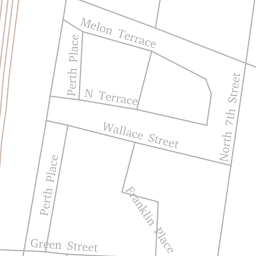 Melon Terrace
Perth Place
N Terrace
North 7th Street
Wallace Street
Perth Place
Franklin Place
Green Street